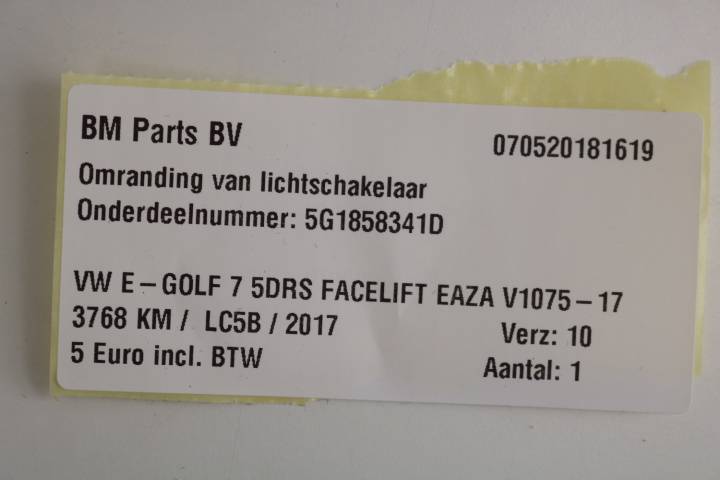 BM Parts BV 070520181619
Omranding van lichtschakelaar
Onderdeelnummer: 5G1858341D
VW E-GOLF 7 5DRS FACELIFT EAZA V1075-17
3768 KM / LC5B / 2017 Verz: 10
5 Euro incl. BTW Aantal: 1